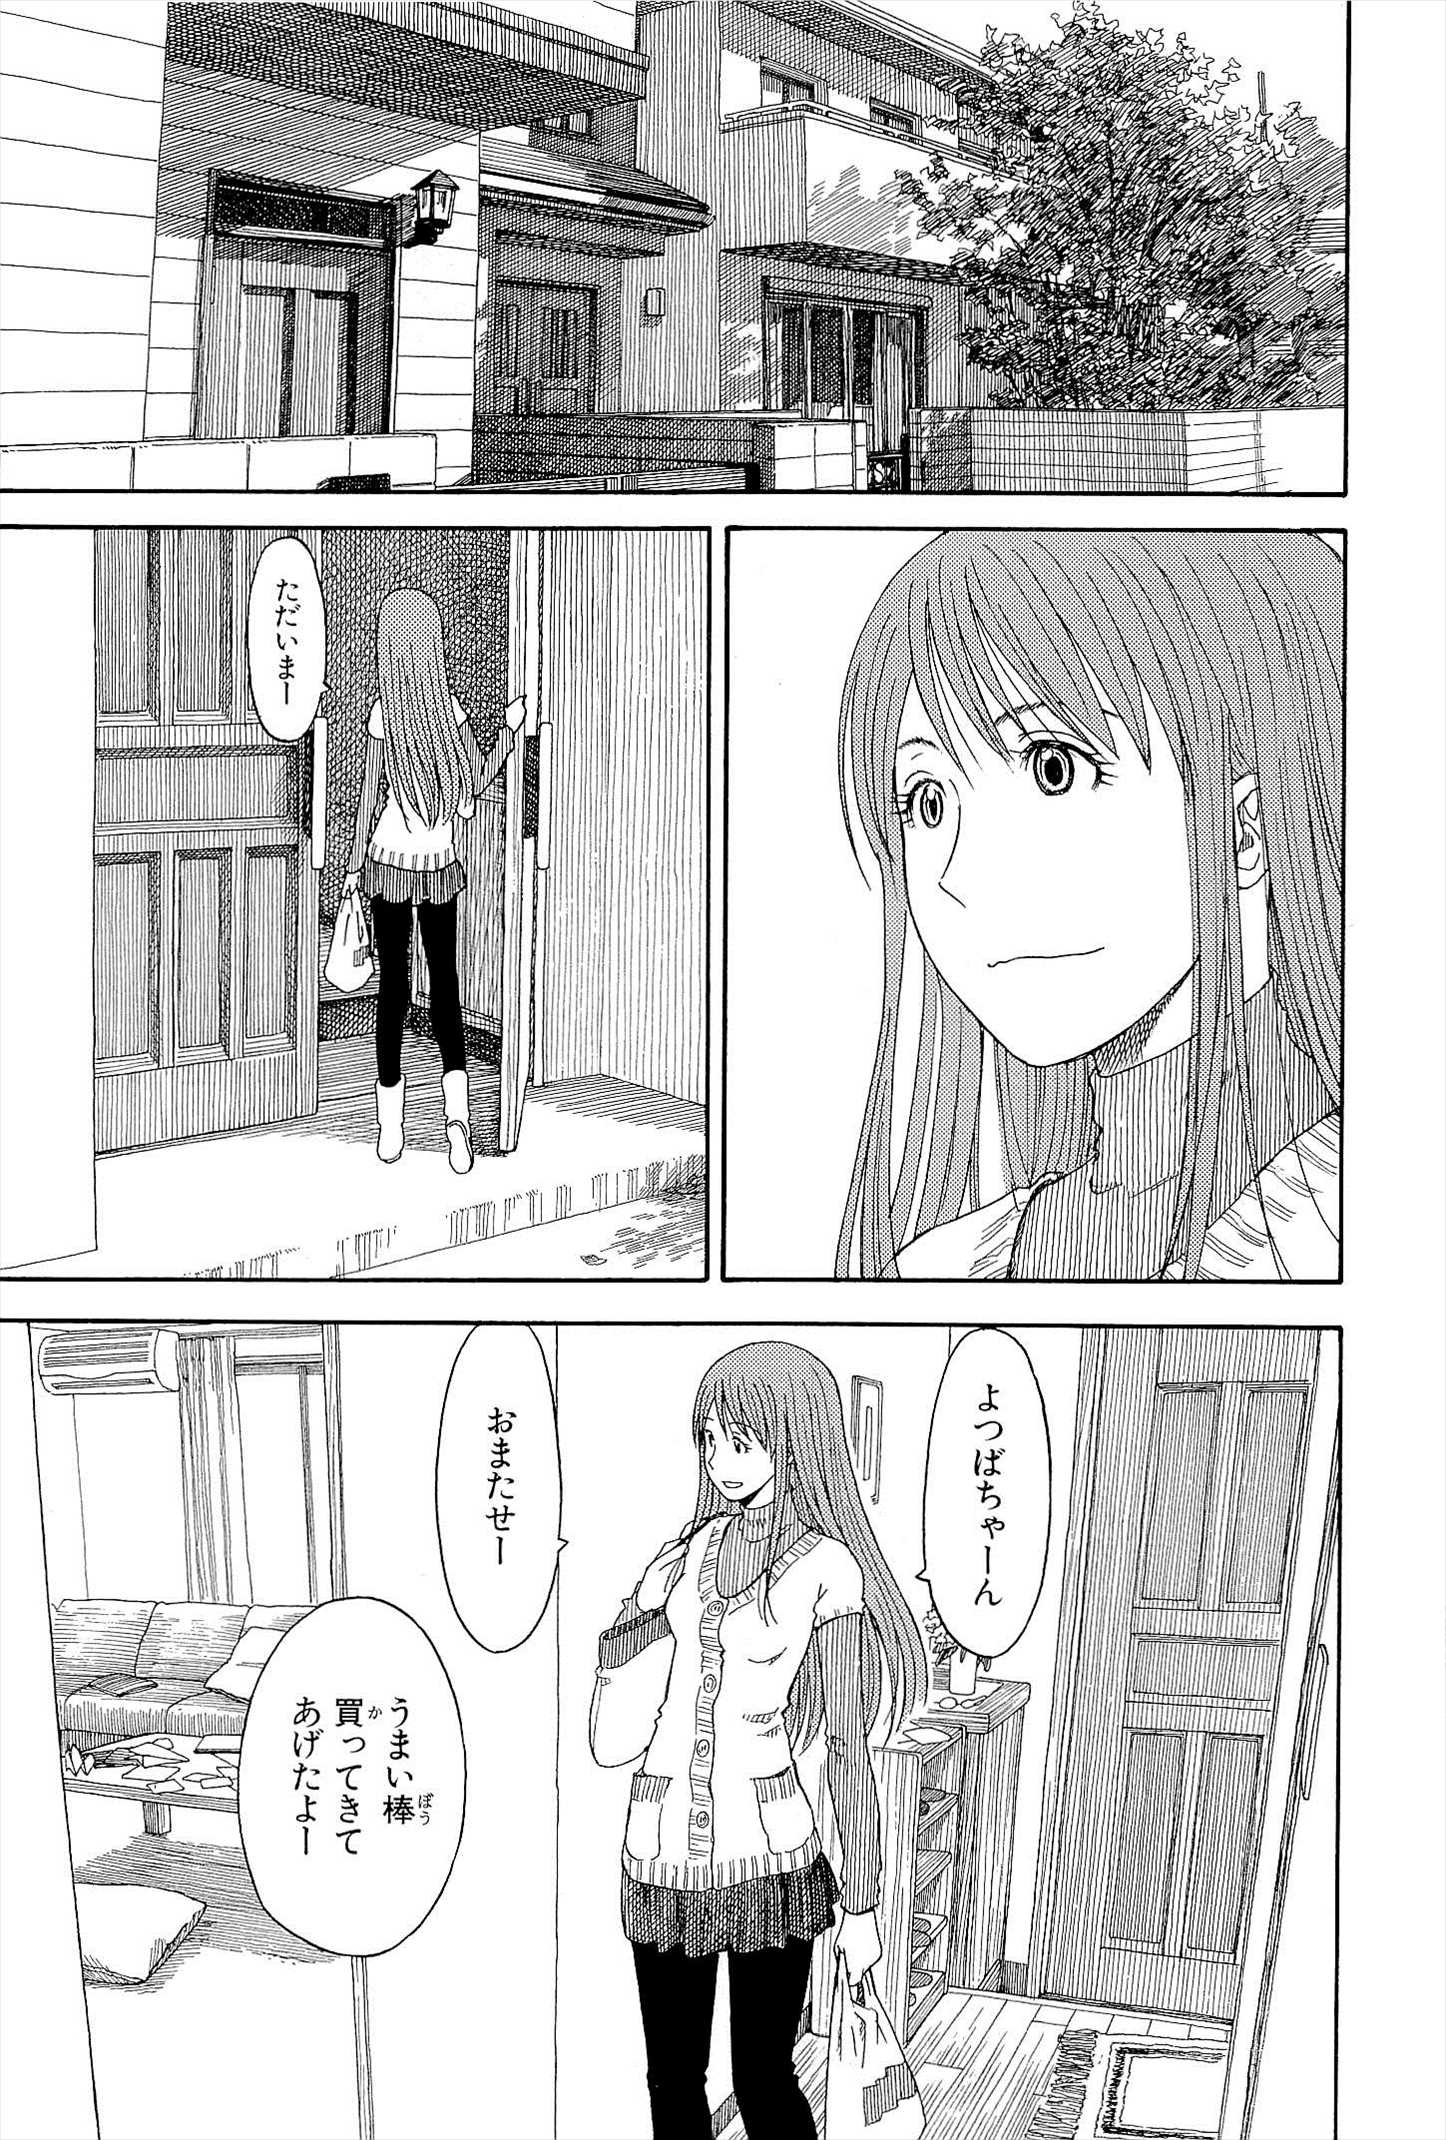 ただいまー
よつばちゃーん
おまたせー
うまい棒
買ってきて
あげたよー